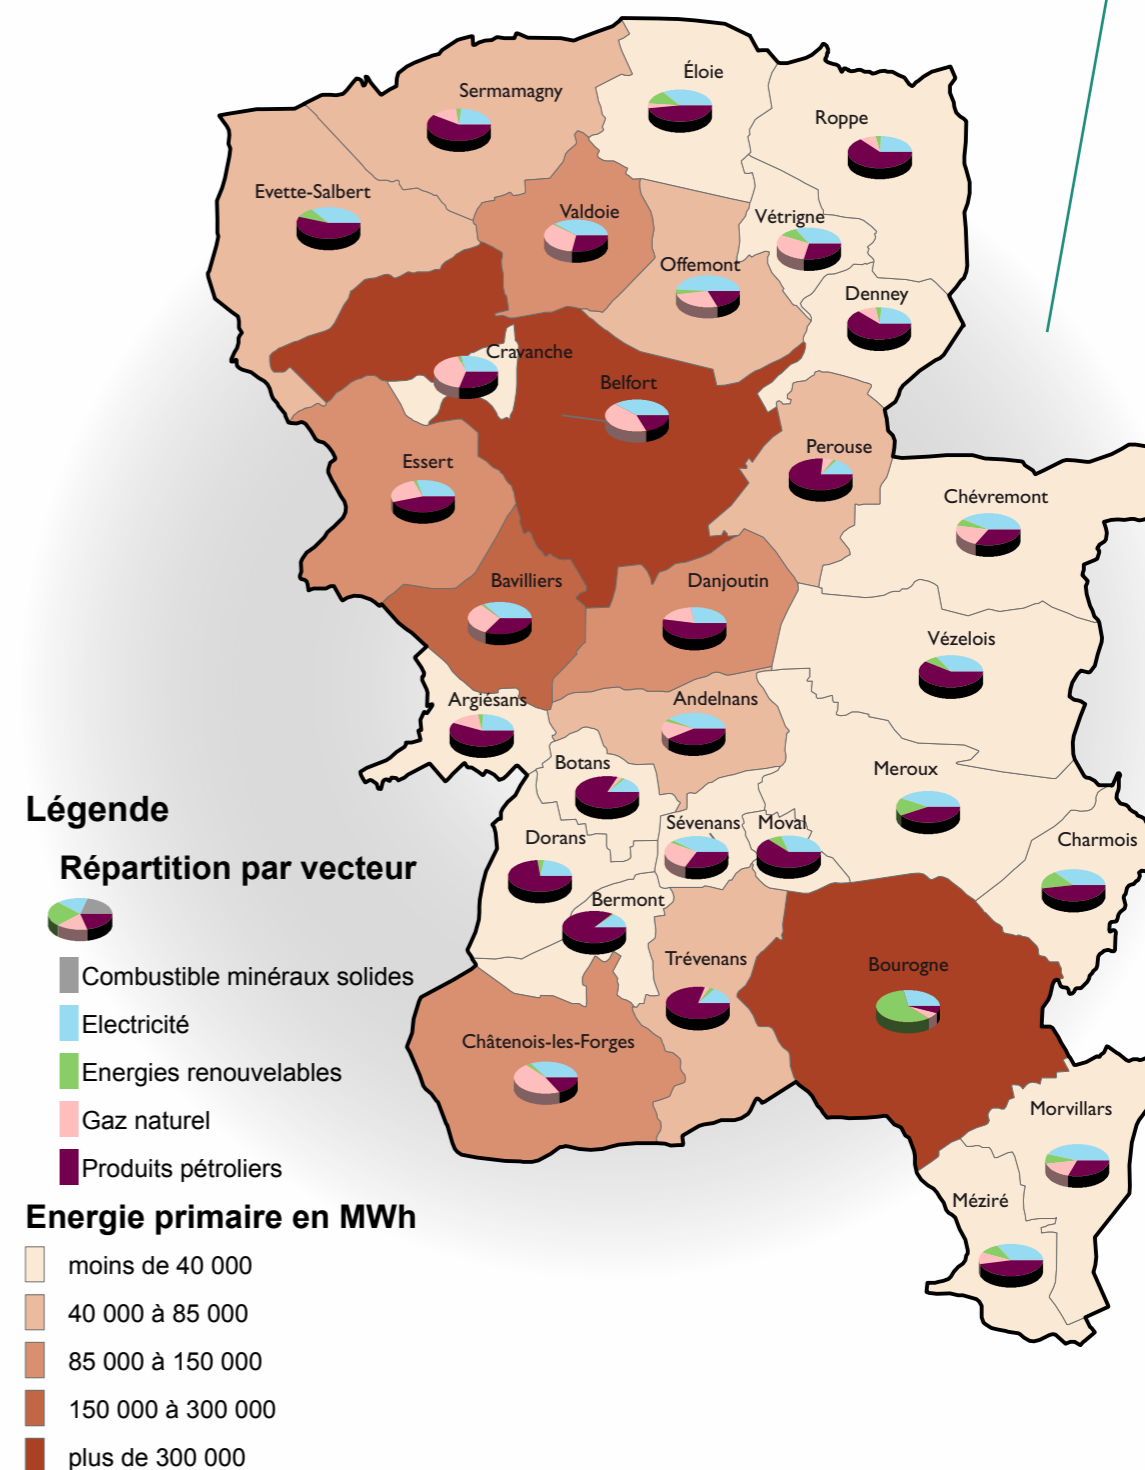 Éloie
Sermamagny
Roppe
Evette-Salbert
Valdoie
Vétrigne
Offemont
Denney
Cravanche
Belfort
Perouse
Essert
Chévremont
Bavilliers
Danjoutin
Vézelois
Argiésans
Andelnans
Botans
Meroux
Sévenans
Moval
Dorans
Charmois
Bermont
Trévenans
Bourogne
Châtenois-les-Forges
Morvillars
Méziré
Légende
Répartition par vecteur
Combustible minéraux solides
Electricité
Energies renouvelables
Gaz naturel
Produits pétroliers
Energie primaire en MWh
moins de 40 000
40 000 à 85 000
85 000 à 150 000
150 000 à 300 000
plus de 300 000